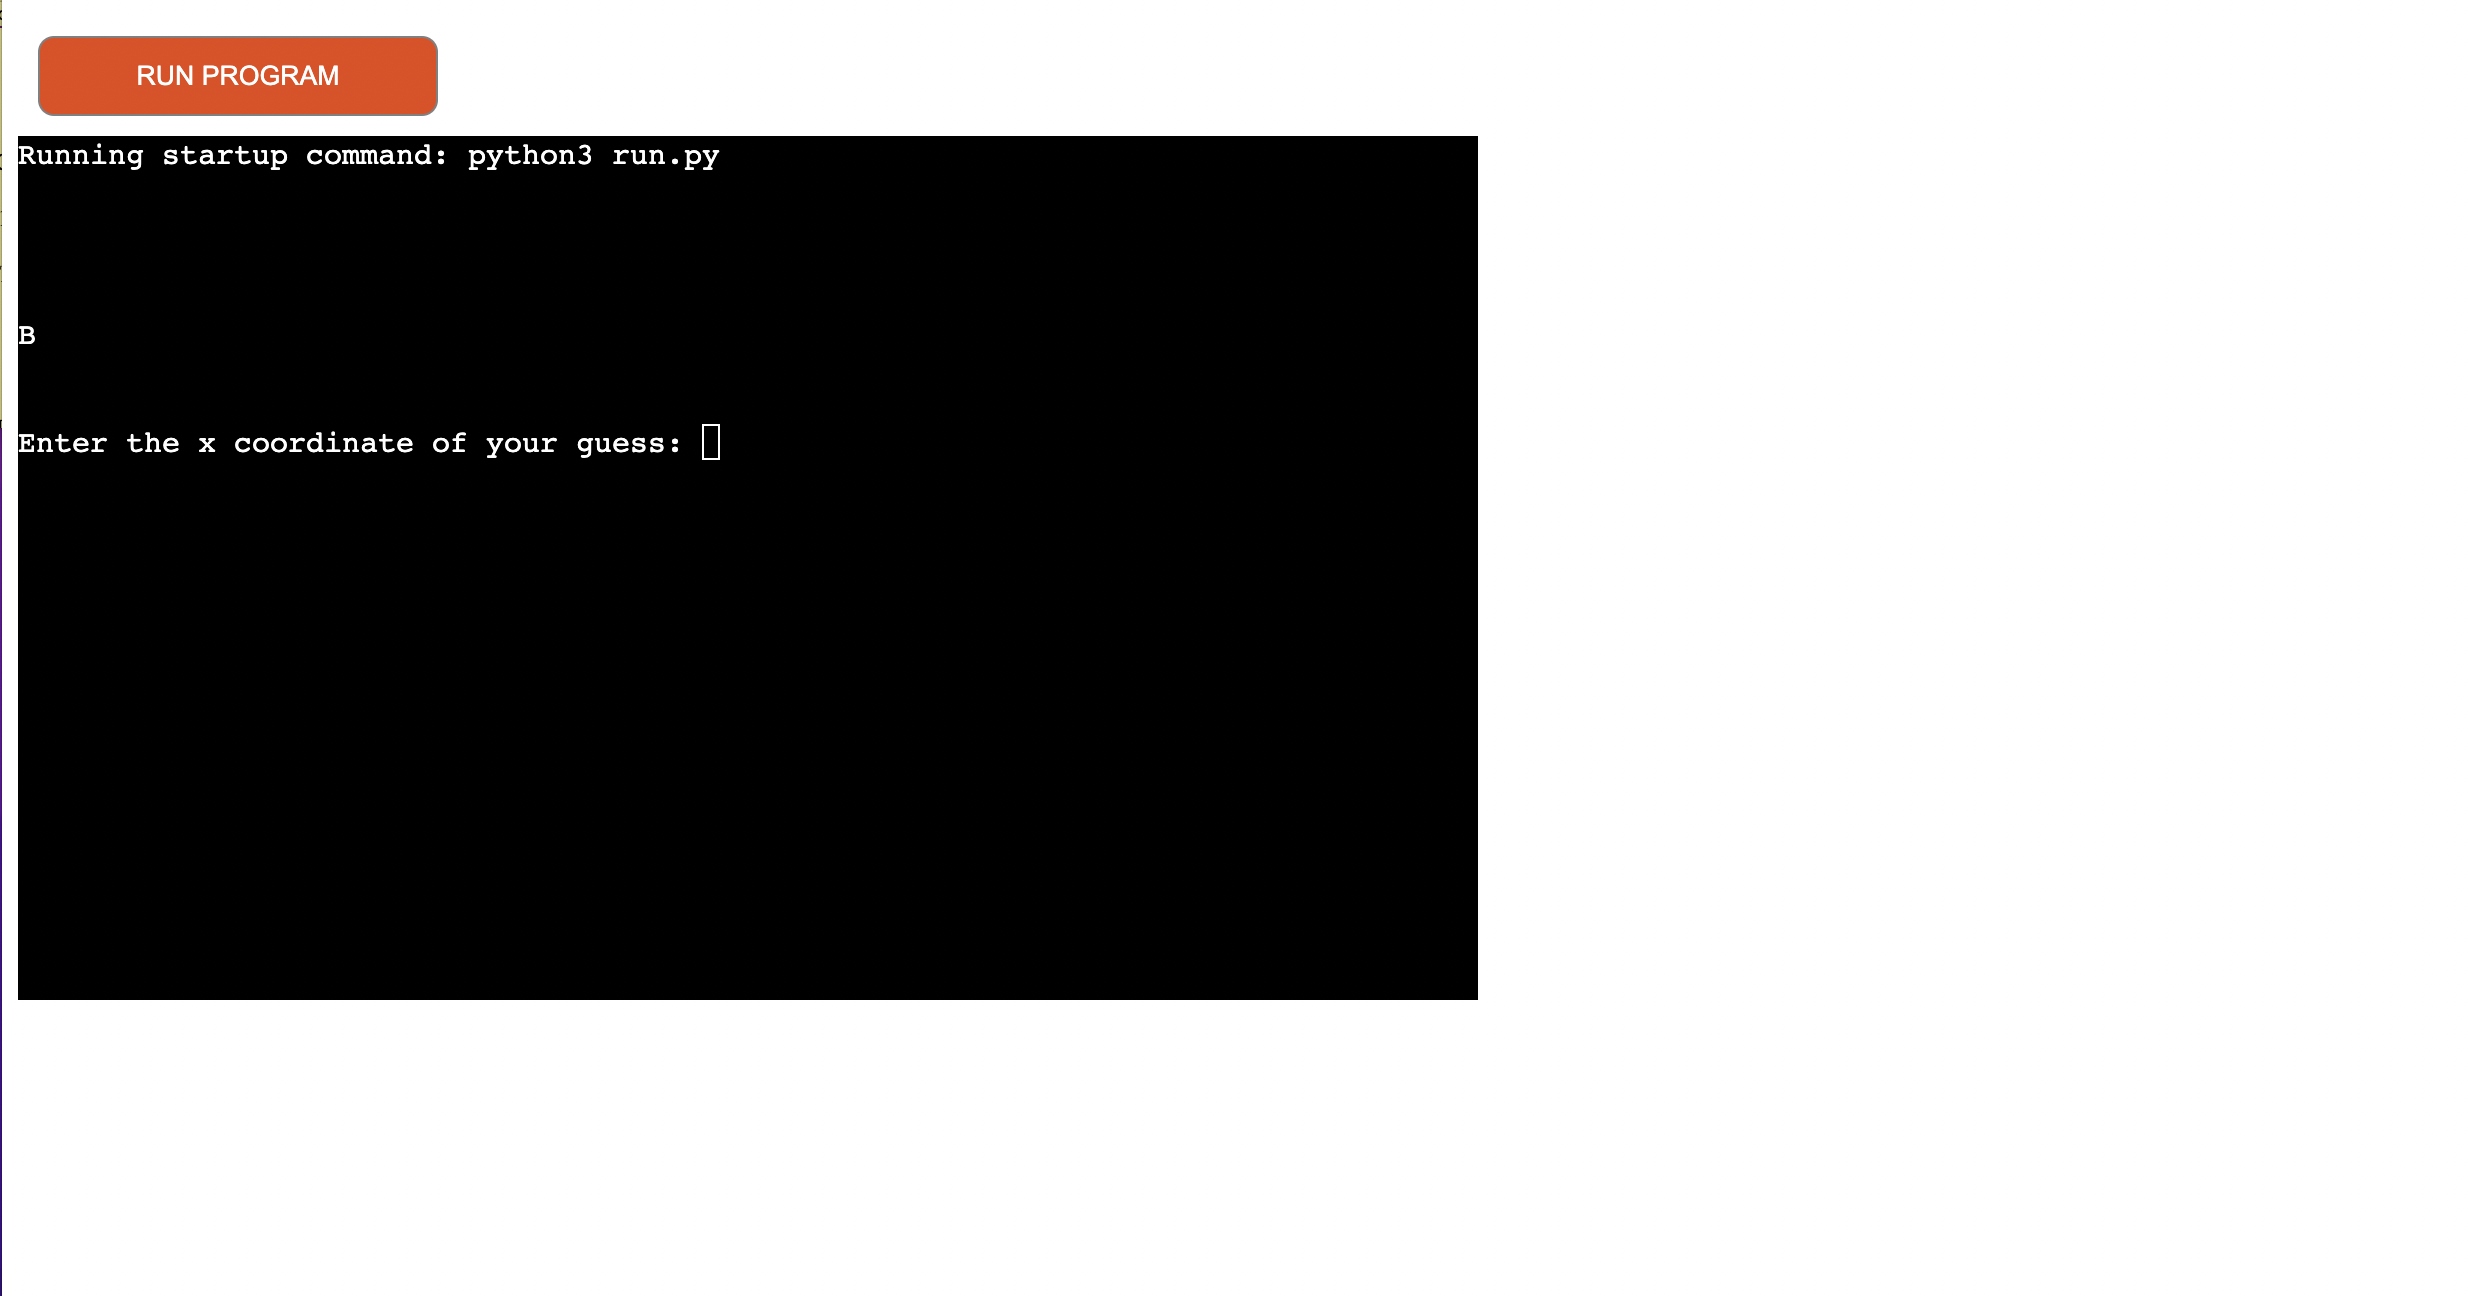 RUN PROGRAM
Running startup command: python3 run.py
B
Enter the x coordinate of your guess: